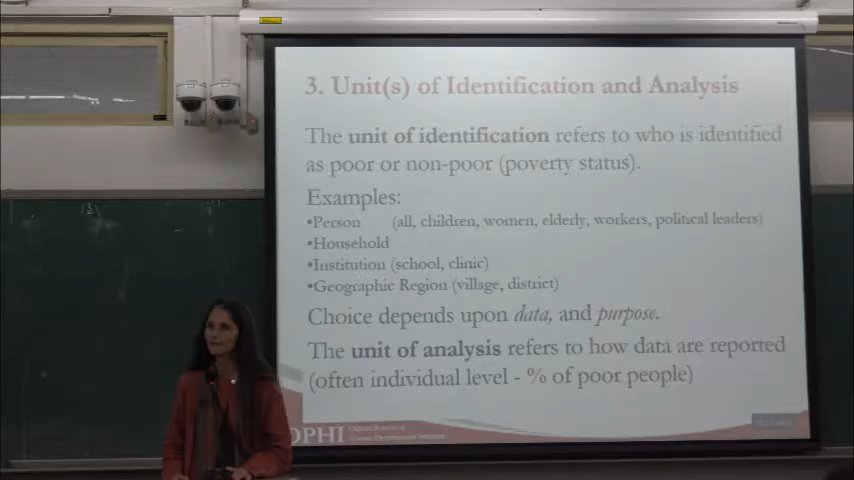 3. Unit(s) of Identification and Analysis
The unit of identification refers to who is identified
as poor or non-poor (poverty status).
Examples:
•Person (all, children, women, elderly, workers, political leaders)
•Household
•Institution (school, clinic)
•Geographic Region (village, district)
Choice depends upon data, and purpose.
The unit of analysis refers to how data are reported
(often individual level - % of poor people)
OPHI